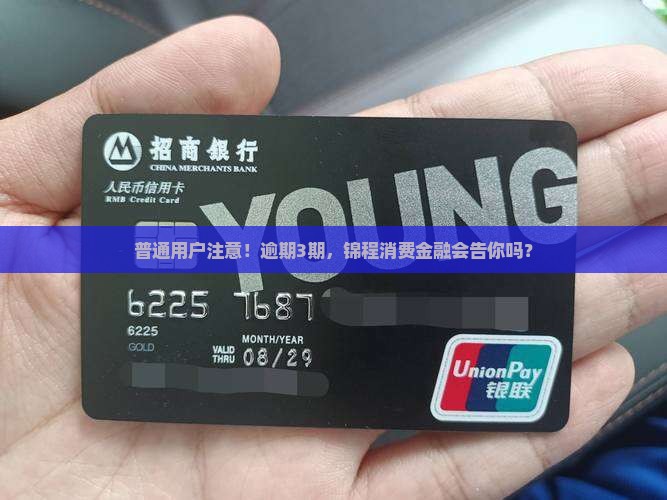 招商银行
CHINA MERCHANTS BANK
人民币信用卡
RMB Credit Card
YOUNG
普通用户注意！逾期3期，锦程消费金融会告你吗？
6225 7687
6225
GOLD
MONTH/YEAR
VALID THRU 08/29
UnionPay
银联